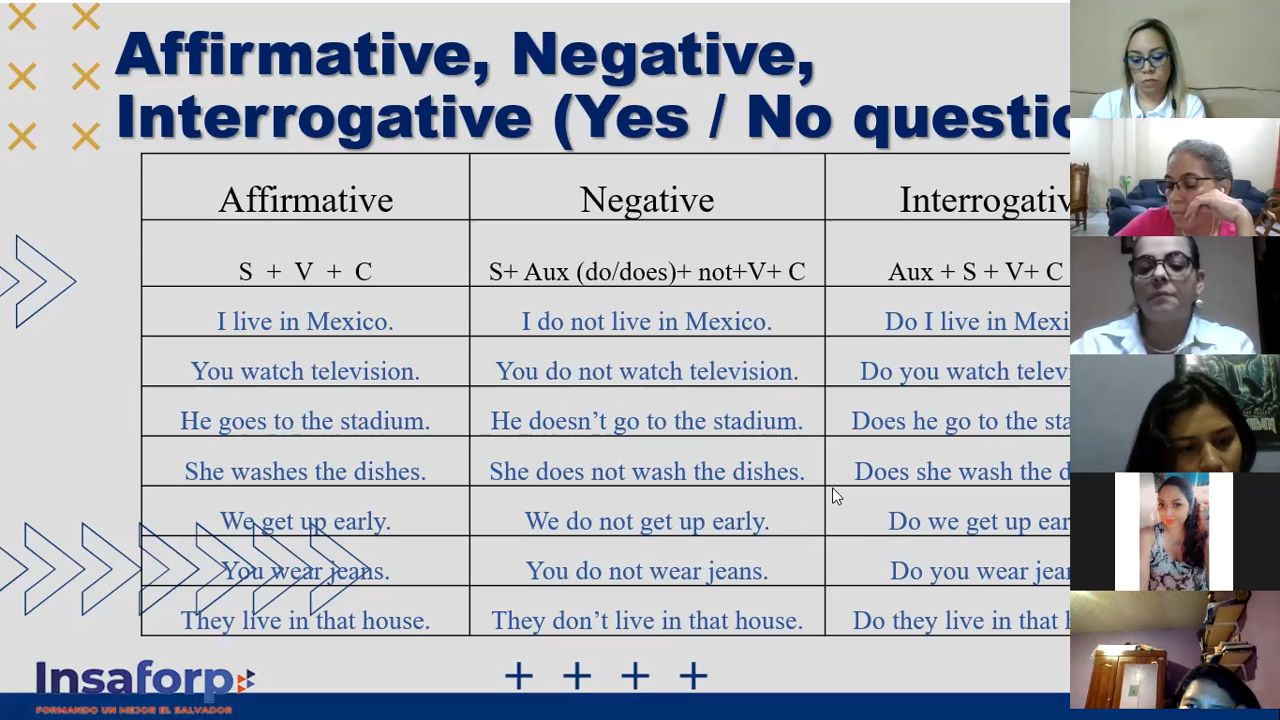 Affirmative, Negative,
Interrogative (Yes / No questio
Affirmative Negative Interrogativ
S + V + C S+ Aux (do/does)+ not+V+ C Aux + S + V+ C
I live in Mexico. I do not live in Mexico. Do I live in Mexi
You watch television. You do not watch television. Do you watch telev
He goes to the stadium. He doesn’t go to the stadium. Does he go to the sta
She washes the dishes. She does not wash the dishes. Does she wash the d
We get up early. We do not get up early. Do we get up ear
You wear jeans. You do not wear jeans. Do you wear jea
They live in that house. They don’t live in that house. Do they live in that
Insaforp
FORMANDO UN MEJOR EL SALVADOR